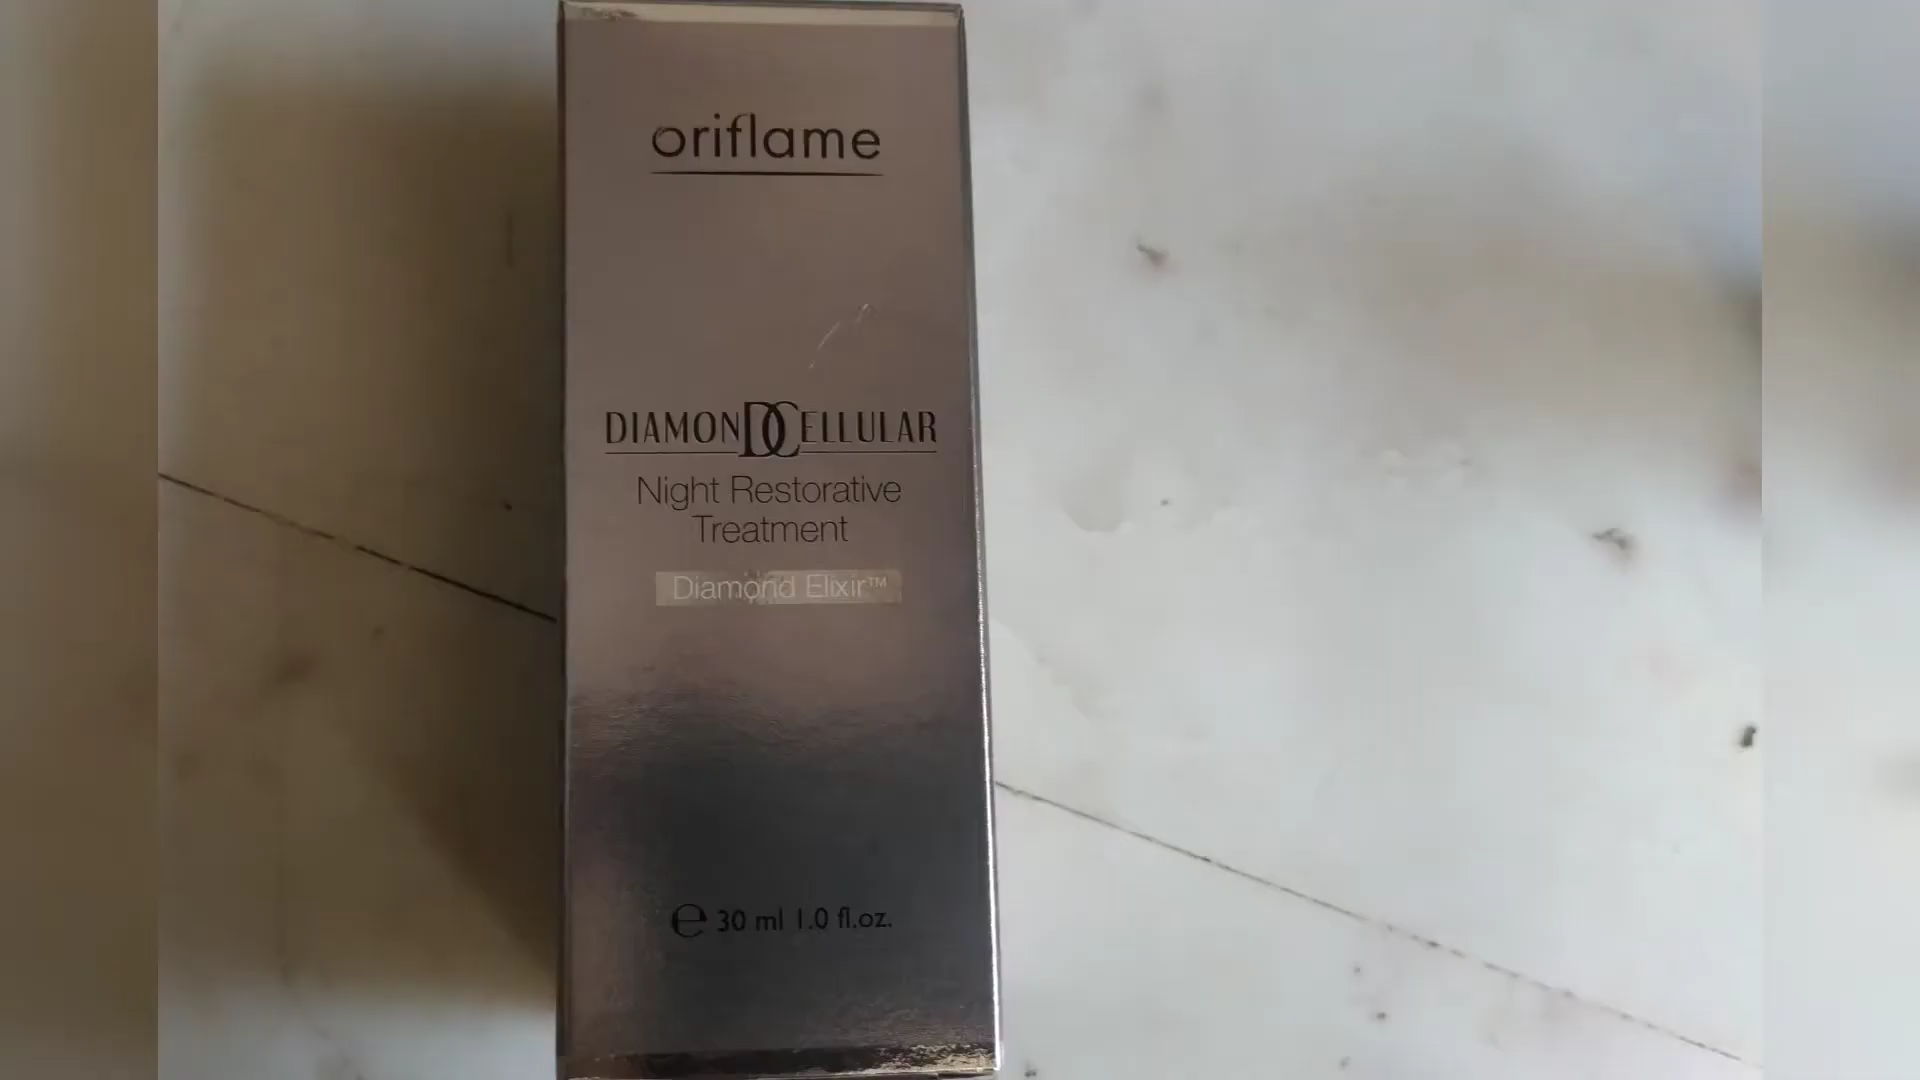 oriflame
DIAMONDCELLULAR
Night Restorative
Treatment
Diamond Elixir™
℮ 30 ml 1.0 fl.oz.